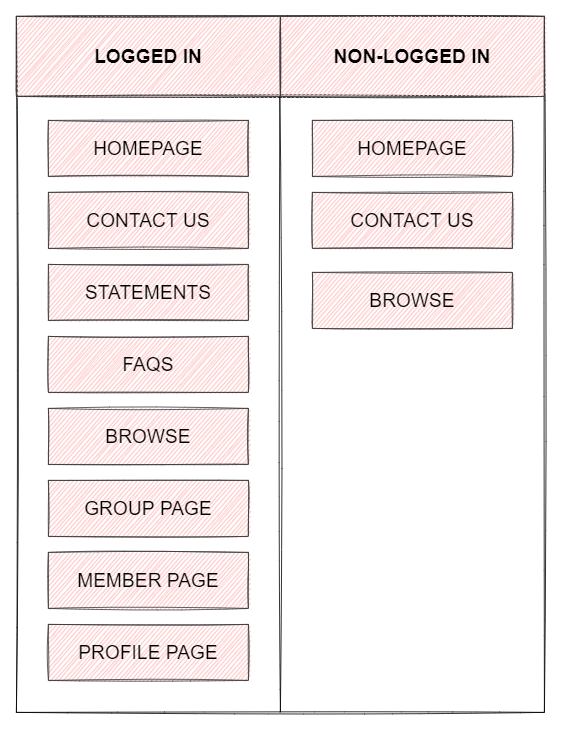 LOGGED IN
NON-LOGGED IN
HOMEPAGE
CONTACT US
STATEMENTS
FAQS
BROWSE
GROUP PAGE
MEMBER PAGE
PROFILE PAGE
HOMEPAGE
CONTACT US
BROWSE